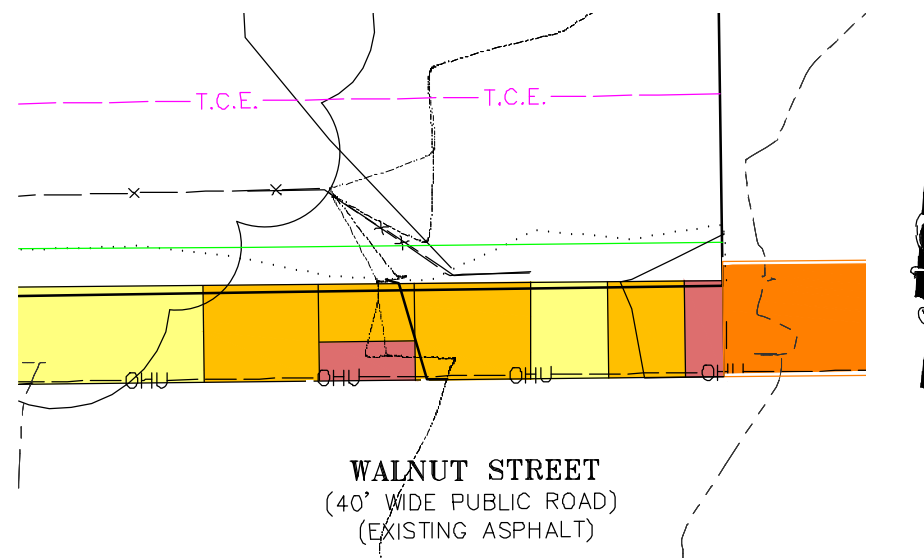 T.C.E. T.C.E.
OHU OHU OHU OHU
WALNUT STREET
(40' WIDE PUBLIC ROAD)
(EXISTING ASPHALT)